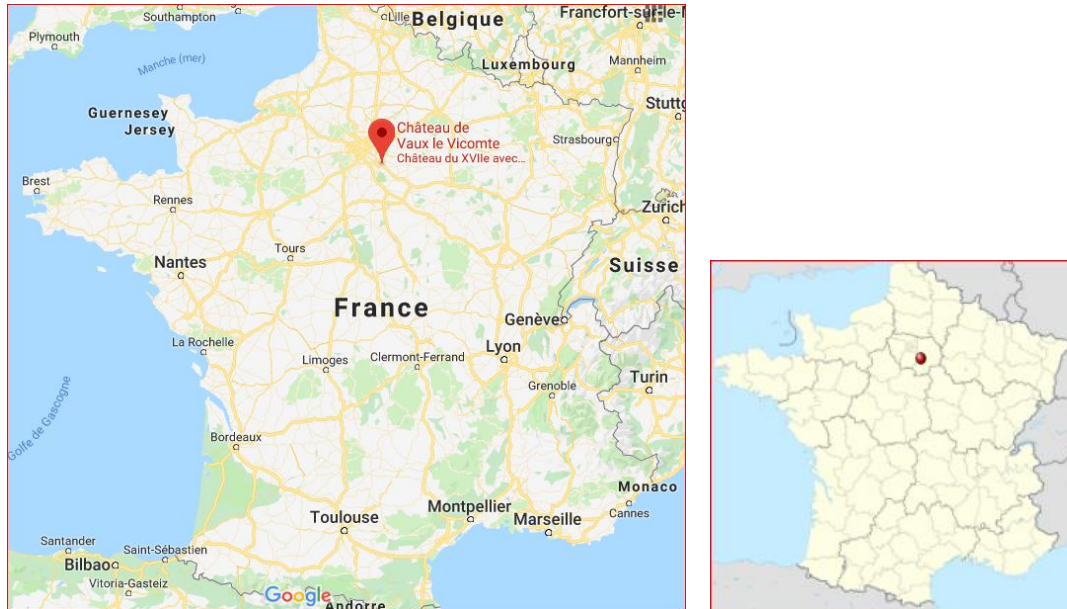 Southampton
Lille
Belgique
Francfort-sur-le-M
Plymouth
Manche (mer)
Luxembourg
Mannheim
Guernesey
Jersey
Stuttg
Château de
Vaux le Vicomte
Château du XVIIe avec...
Strasbourg
Brest
Rennes
Zurich
Tours
Nantes
Suisse
France
Genève
La Rochelle
Limoges
Clermont-Ferrand
Lyon
Grenoble
Turin
Golfe de Gascogne
Bordeaux
Monaco
Montpellier
Cannes
Toulouse
Marseille
Santander
Saint-Sébastien
Bilbao
Vitoria-Gasteiz
Google
Andorre